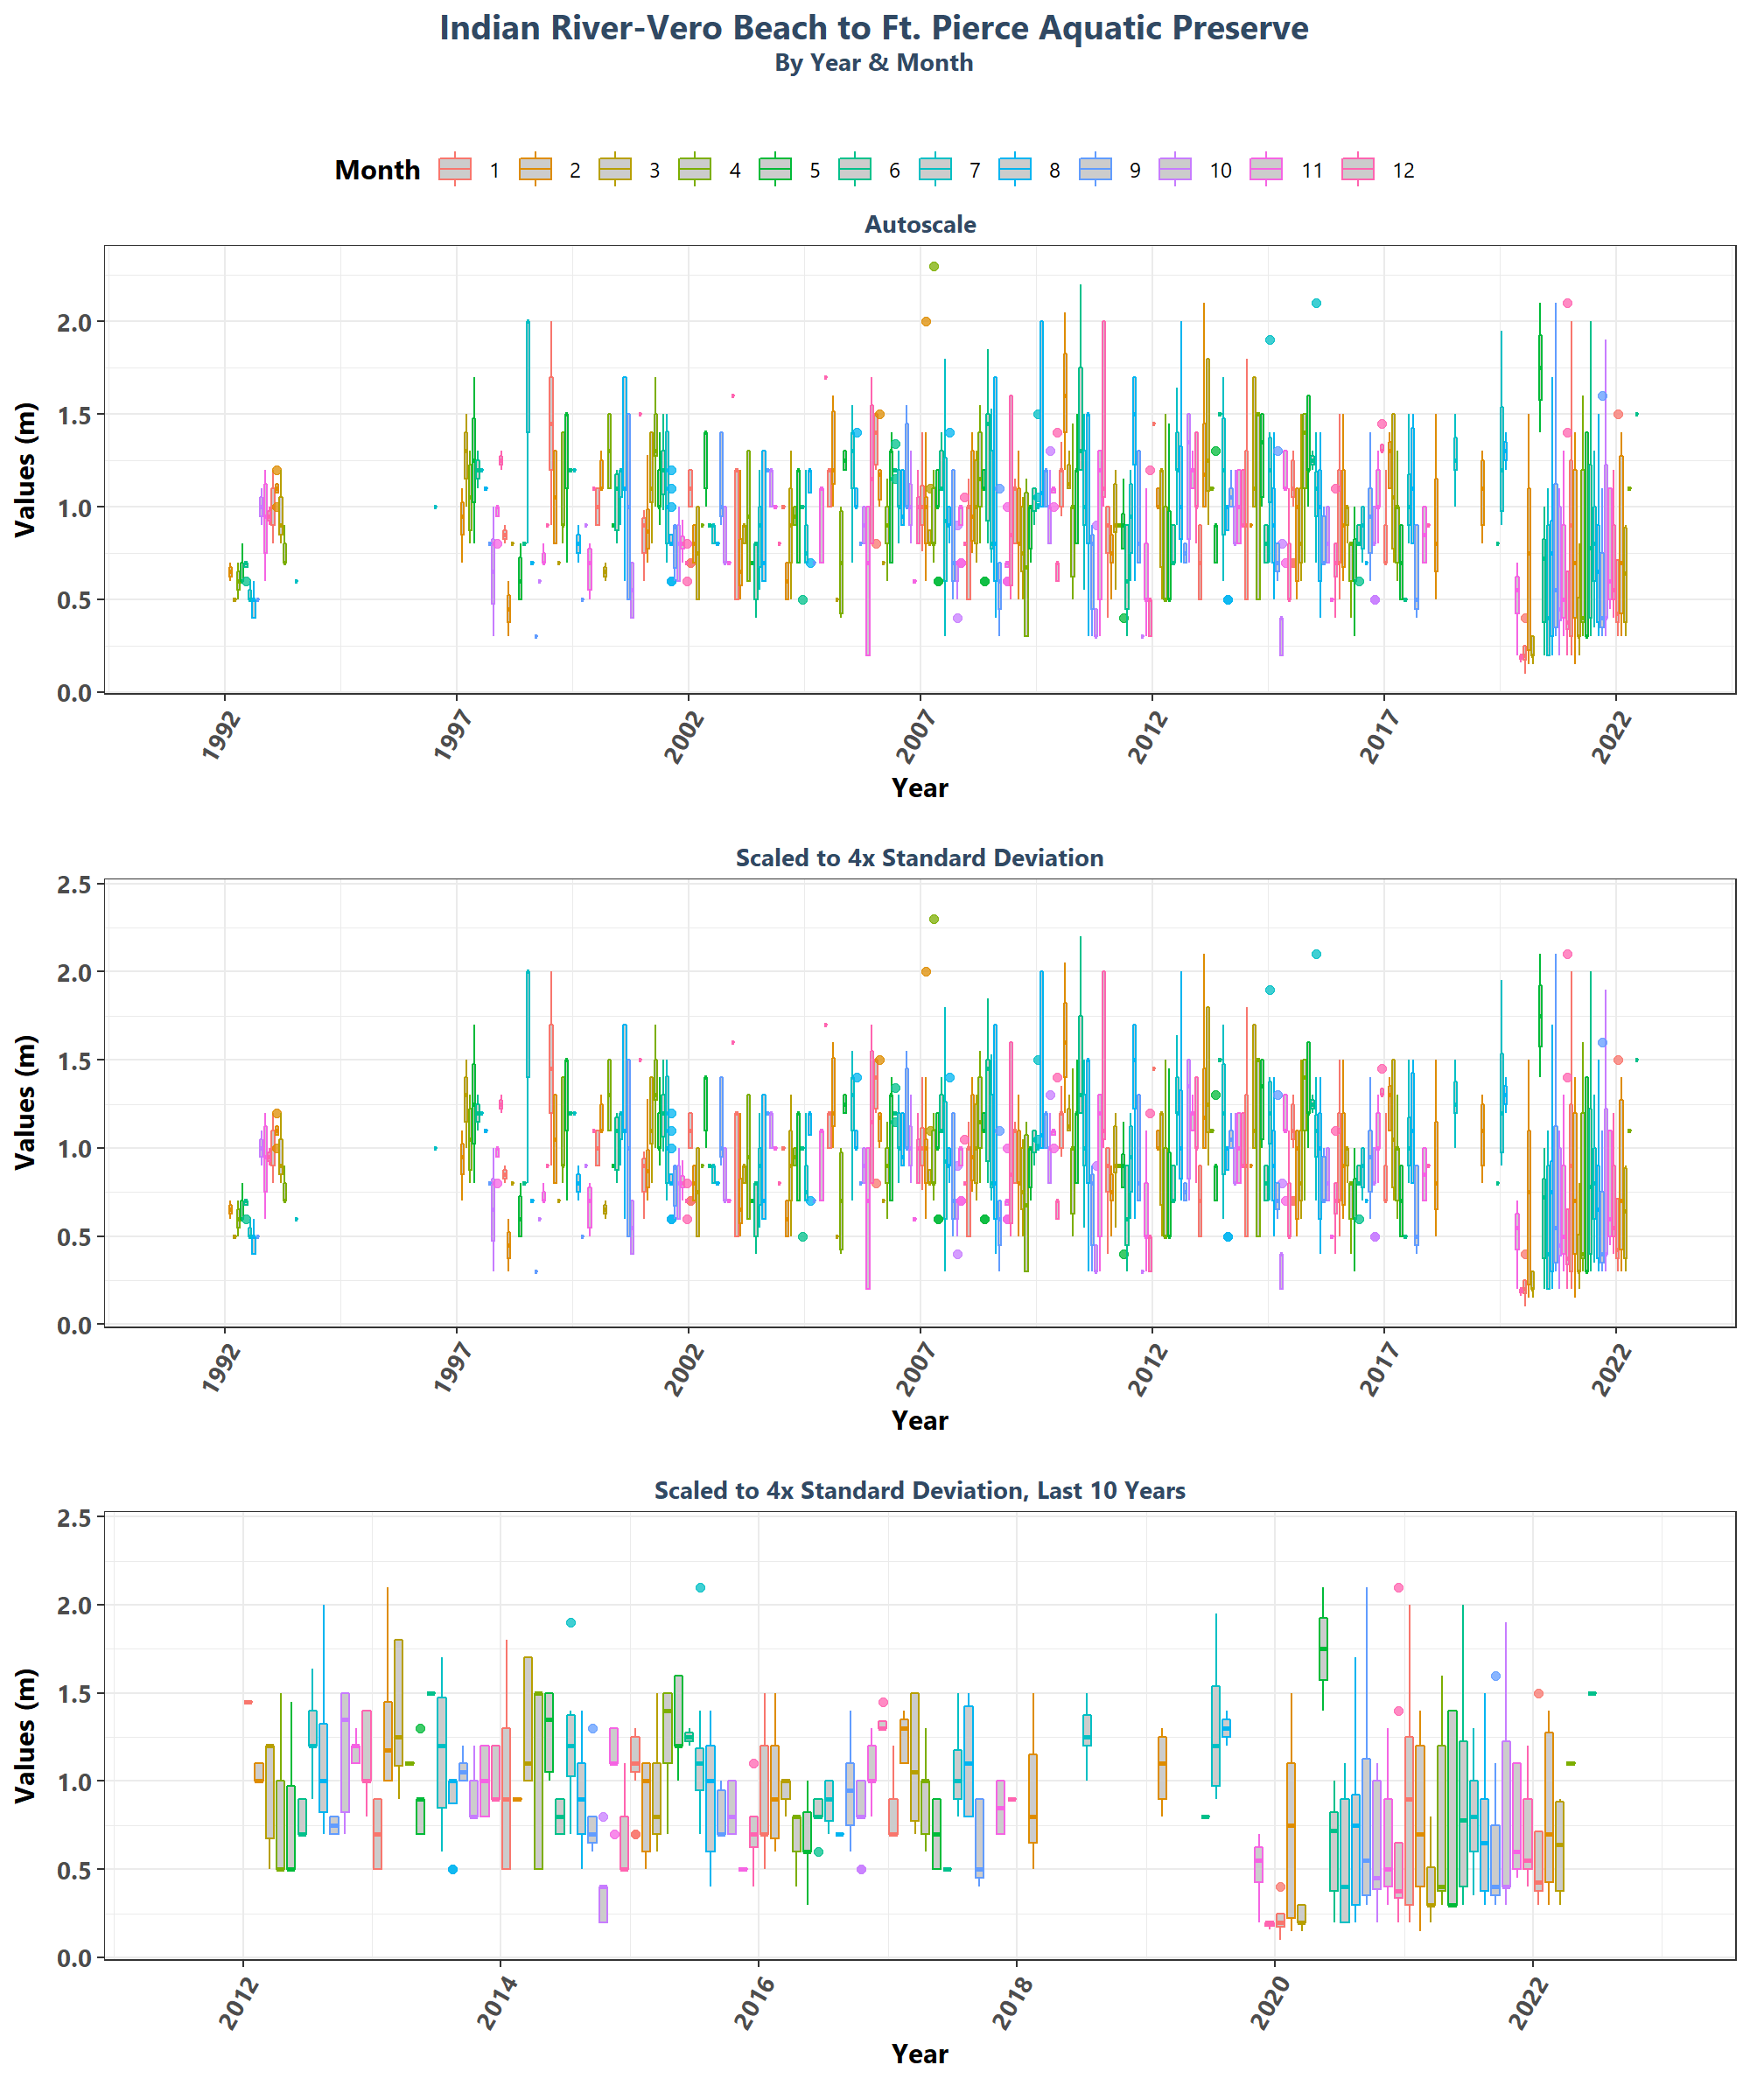 Indian River-Vero Beach to Ft. Pierce Aquatic Preserve
By Year & Month
Month 1 2 3 4 5 6 7 8 9 10 11 12
Autoscale
Values (m)
2.0
1.5
1.0
0.5
0.0
1992 1997 2002 2007 2012 2017 2022
Year
Scaled to 4x Standard Deviation
Values (m)
2.5
2.0
1.5
1.0
0.5
0.0
1992 1997 2002 2007 2012 2017 2022
Year
Scaled to 4x Standard Deviation, Last 10 Years
Values (m)
2.5
2.0
1.5
1.0
0.5
0.0
2012 2014 2016 2018 2020 2022
Year